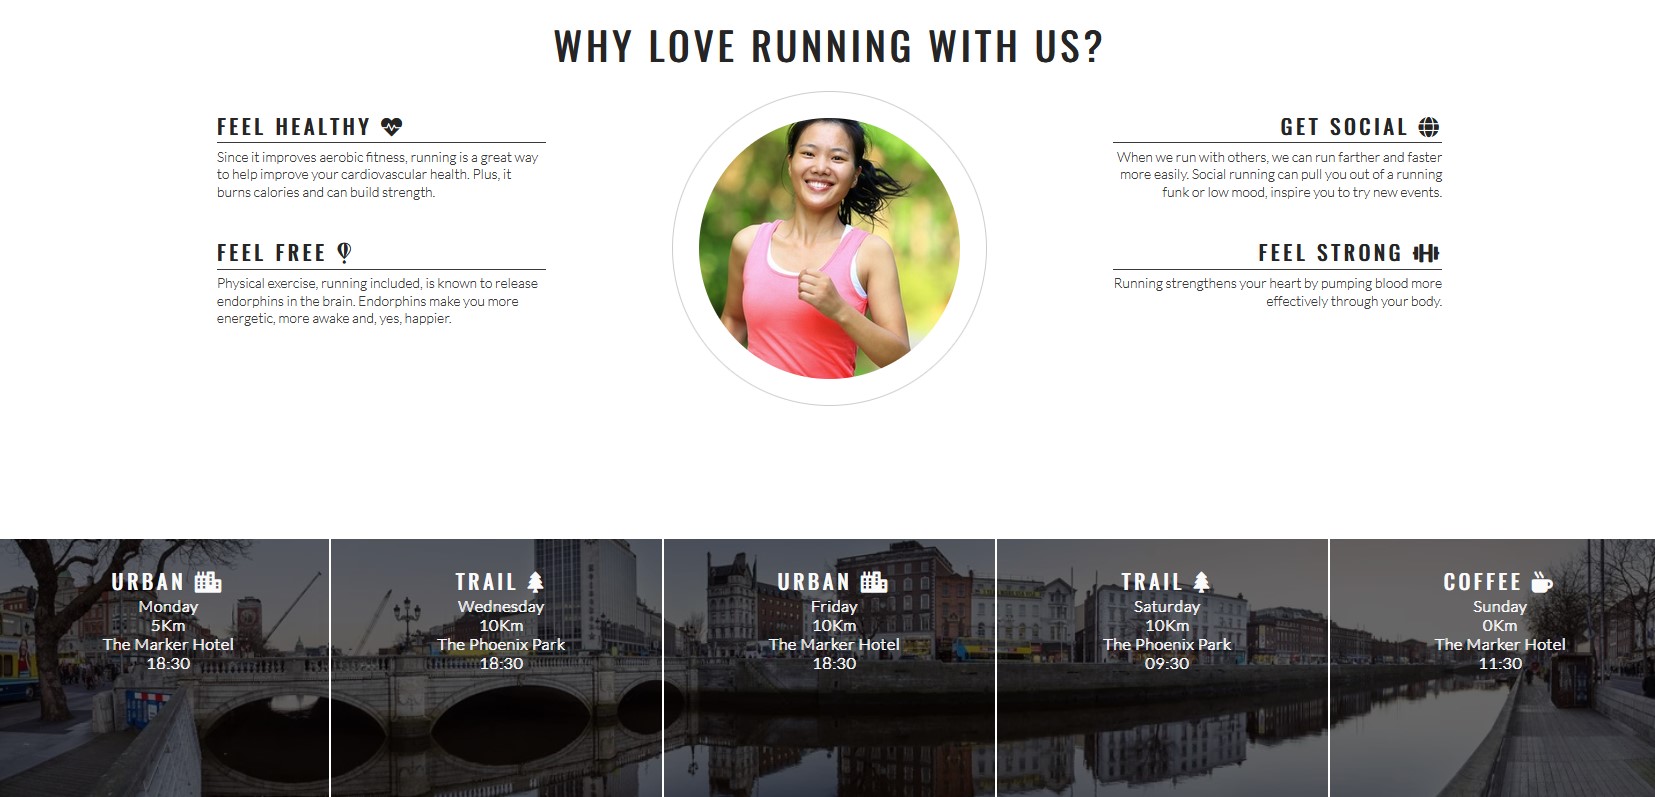 WHY LOVE RUNNING WITH US?
FEEL HEALTHY
Since it improves aerobic fitness, running is a great way
to help improve your cardiovascular health. Plus, it
burns calories and can build strength.
FEEL FREE
Physical exercise, running included, is known to release
endorphins in the brain. Endorphins make you more
energetic, more awake and, yes, happier.
GET SOCIAL
When we run with others, we can run farther and faster
more easily. Social running can pull you out of a running
funk or low mood, inspire you to try new events.
FEEL STRONG
Running strengthens your heart by pumping blood more
effectively through your body.
URBAN
Monday
5Km
The Marker Hotel
18:30
TRAIL
Wednesday
10Km
The Phoenix Park
18:30
URBAN
Friday
10Km
The Marker Hotel
18:30
TRAIL
Saturday
10Km
The Phoenix Park
09:30
COFFEE
Sunday
0Km
The Marker Hotel
11:30